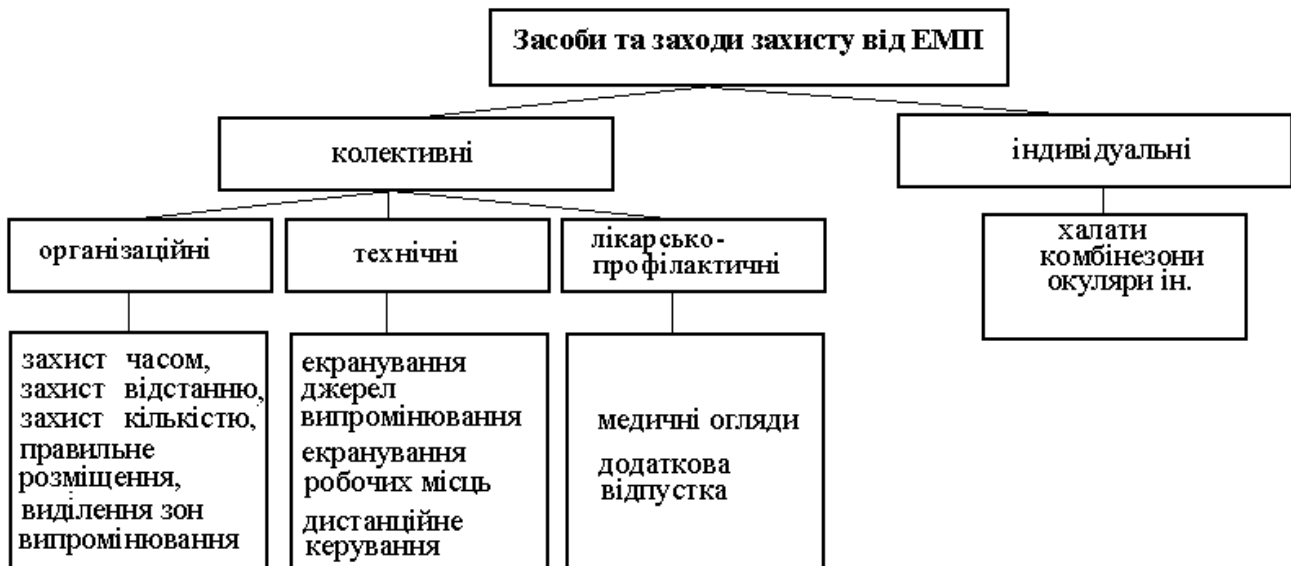 Засоби та заходи захисту від ЕМП
колективні
індивідуальні
організаційні
технічні
лікарсько-
профілактичні
халати
комбінезони
окуляри ін.
захист часом,
захист відстанню,
захист кількістю,
правильне
розміщення,
виділення зон
випромінювання
екранування
джерел
випромінювання
екранування
робочих місць
дистанційне
керування
медичні огляди
додаткова
відпустка